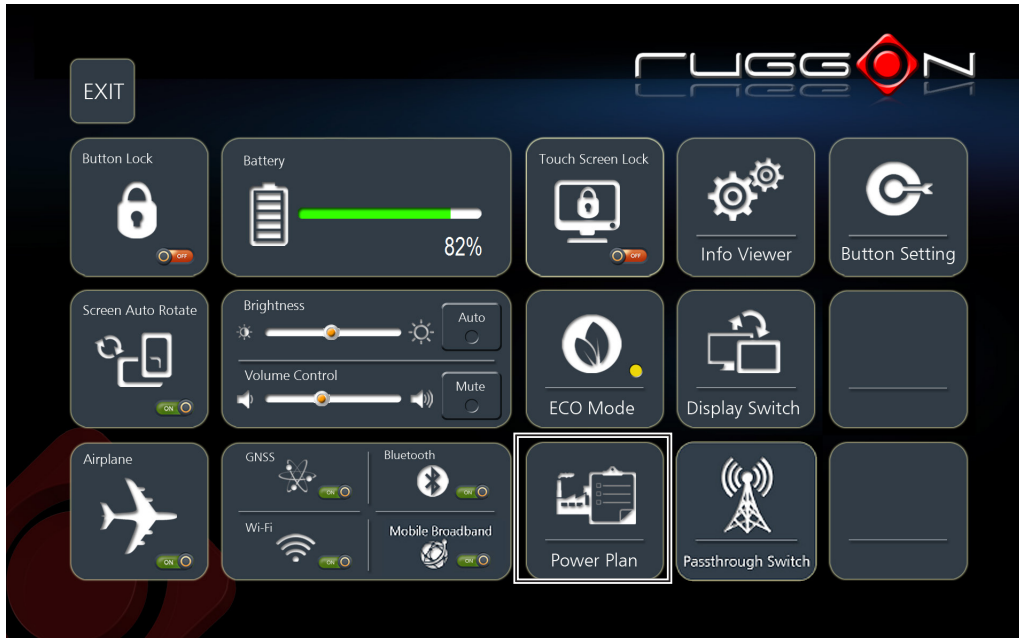 RUGGON
EXIT
Button Lock
OFF
Battery
82%
Touch Screen Lock
OFF
Info Viewer
Button Setting
Screen Auto Rotate
ON
Brightness
Auto
Volume Control
Mute
ECO Mode
Display Switch
Airplane
ON
GNSS
ON
Bluetooth
ON
Wi-Fi
ON
Mobile Broadband
ON
Power Plan
Passthrough Switch